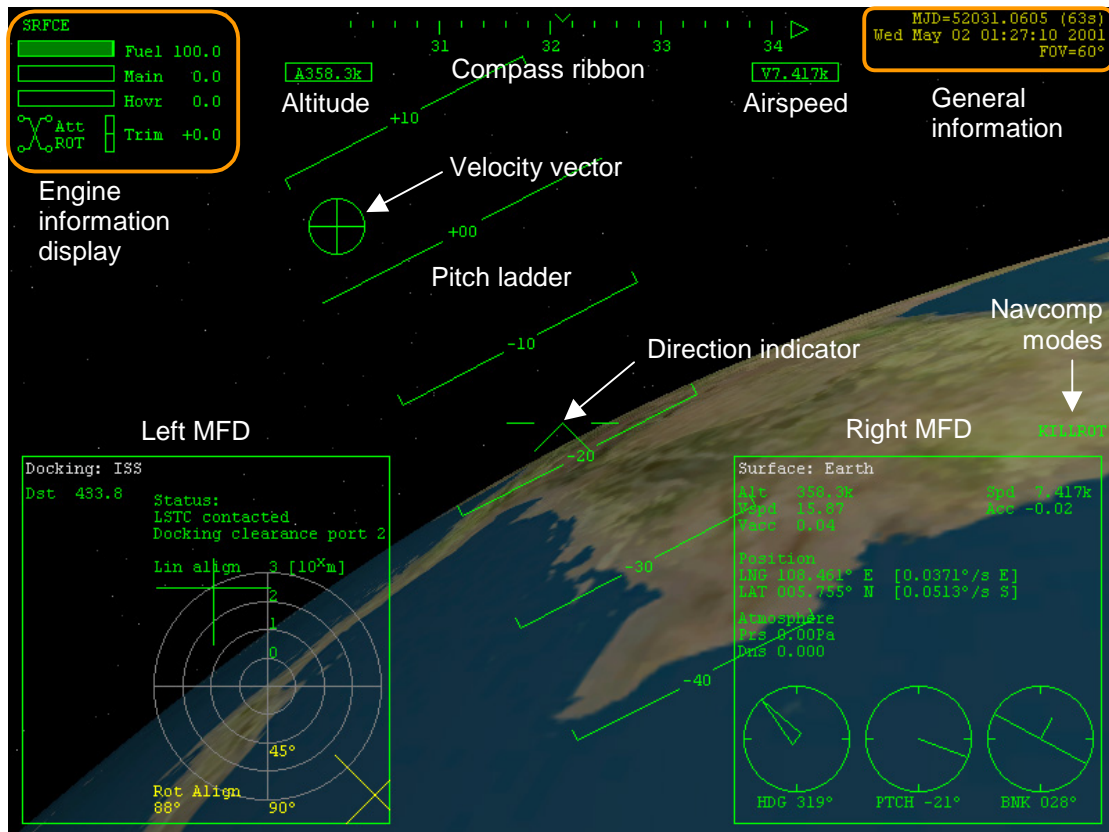 SRFCE
Fuel 100.0
Main 0.0
Hovr 0.0
Att
ROT
Trim +0.0
Engine
information
display
31 32 33 34
A358.3k
Altitude
Compass ribbon
V7.417k
Airspeed
MJD=52031.0605 (63s)
Wed May 02 01:27:10 2001
FOV=60°
General
information
+10
Velocity vector
+00
Pitch ladder
-10
Direction indicator
-20
-30
-40
Navcomp
modes
KILLROT
Left MFD
Docking: ISS
Dst 433.8
Status:
LSTC contacted
Docking clearance port 2
Lin align 3 [10^x m]
2
1
0
45°
Rot Align
88° 90°
Right MFD
Surface: Earth
Alt 358.3k Spd 7.417k
Vspd 15.87 Acc -0.02
Vacc 0.04
Position
LNG 108.461° E [0.0371°/s E]
LAT 005.755° N [0.0513°/s S]
Atmosphere
Prs 0.00Pa
Dns 0.000
HDG 319° PTCH -21° BNK 028°